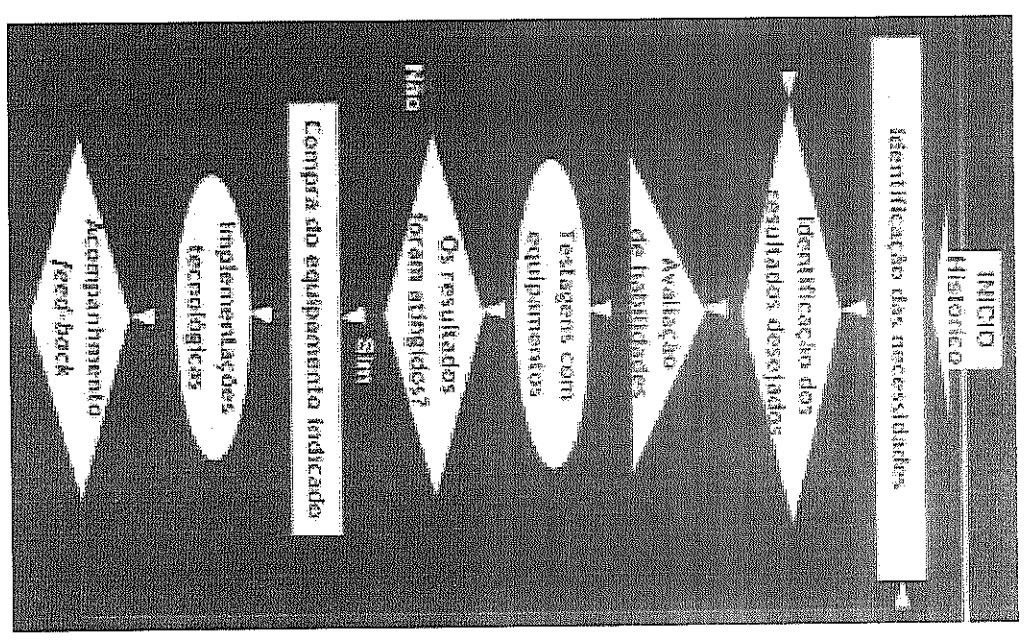 INICIO
Historico
Identificação das necessidades
Identificação dos
resultados desejados
Avaliação
de habilidades
Testagens com
equipamentos
Os resultados
foram atingidos?
Não
Sim
Compra do equipamento indicado
Implementações
tecnológicas
Acompanhamento
feed-back